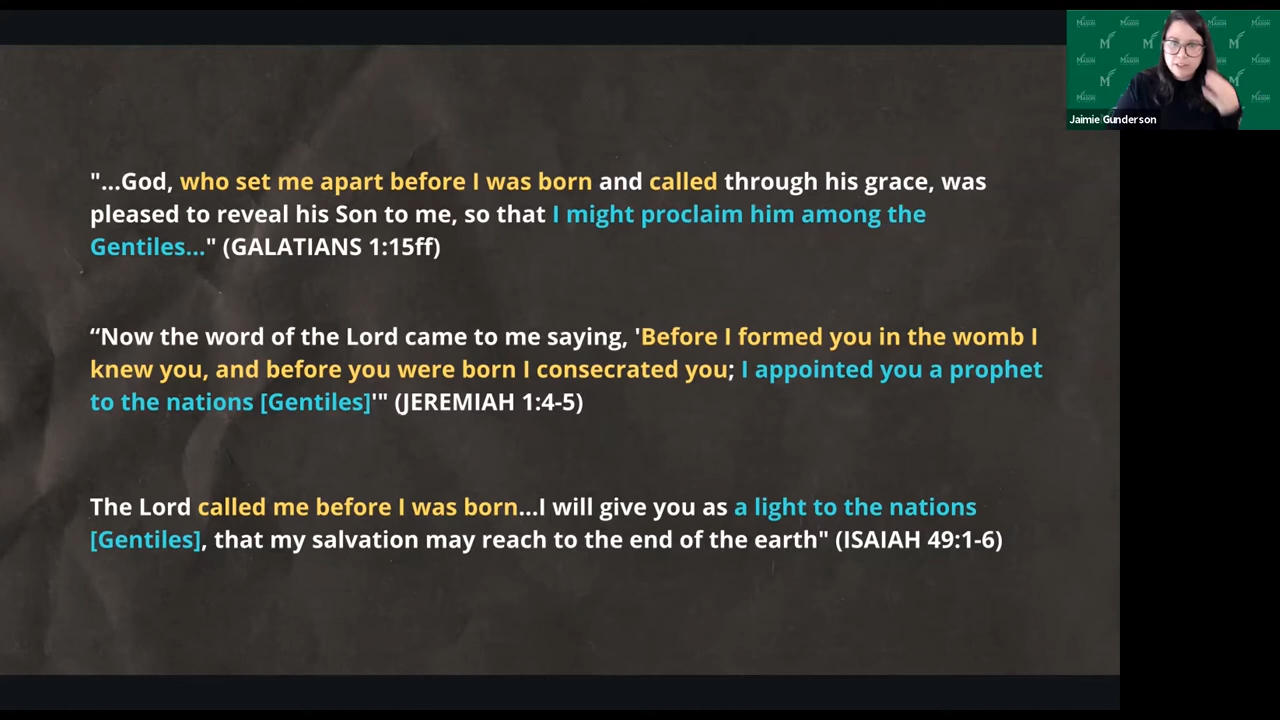 "...God, who set me apart before I was born and called through his grace, was
pleased to reveal his Son to me, so that I might proclaim him among the
Gentiles..." (GALATIANS 1:15ff)
“Now the word of the Lord came to me saying, 'Before I formed you in the womb I
knew you, and before you were born I consecrated you; I appointed you a prophet
to the nations [Gentiles]'" (JEREMIAH 1:4-5)
The Lord called me before I was born...I will give you as a light to the nations
[Gentiles], that my salvation may reach to the end of the earth" (ISAIAH 49:1-6)
Jaimie Gunderson